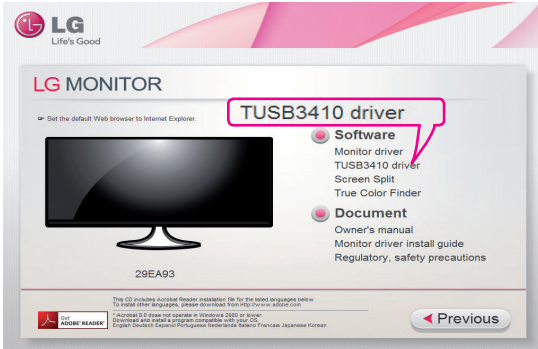 LG
Life's Good
LG MONITOR
☞ Set the default Web browser to Internet Explorer.
TUSB3410 driver
Software
Monitor driver
TUSB3410 driver
Screen Split
True Color Finder
Document
Owner's manual
Monitor driver install guide
Regulatory, safety precautions
29EA93
Get
ADOBE® READER®
This CD includes Acrobat Reader installation file for the listed languages below.
To install other languages, please download from Http://www.adobe.com
* Acrobat 8.0 does not operate in Windows 2000 or lower.
Download and install a program compatible with your OS.
English Deutsch Espanol Portuguese Nederlands Italiano Francais Japanese Korean
Previous